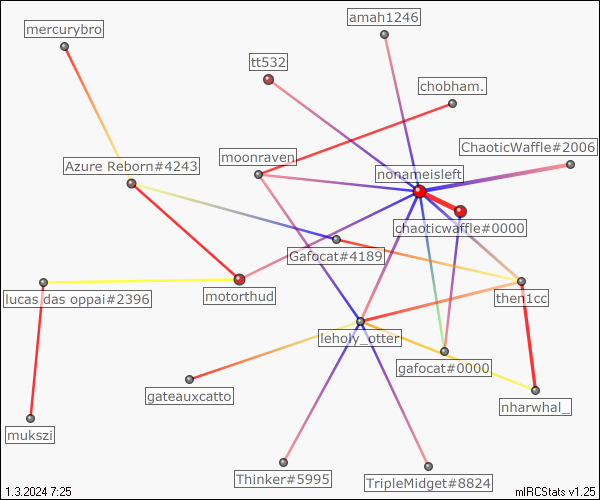 amah1246
mercurybro
tt532
chobham.
ChaoticWaffle#2006
moonraven
Azure Reborn#4243
nonameisleft
chaoticwaffle#0000
Gafocat#4189
motorthud
lucas das oppai#2396
then1cc
leholy_otter
gafocat#0000
gateauxcatto
nharwhal_
mukszi
Thinker#5995
TripleMidget#8824
1.3.2024 7:25
mIRCStats v1.25